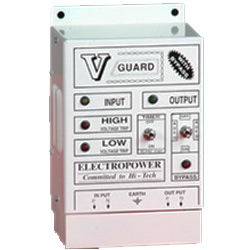 V GUARD
INPUT
OUTPUT
HIGH
VOLTAGE TRIP
LOW
VOLTAGE TRIP
ELECTROPOWER
Committed to Hi - Tech
BYPASS
IN PUT
EARTH
OUT PUT
P N
P N